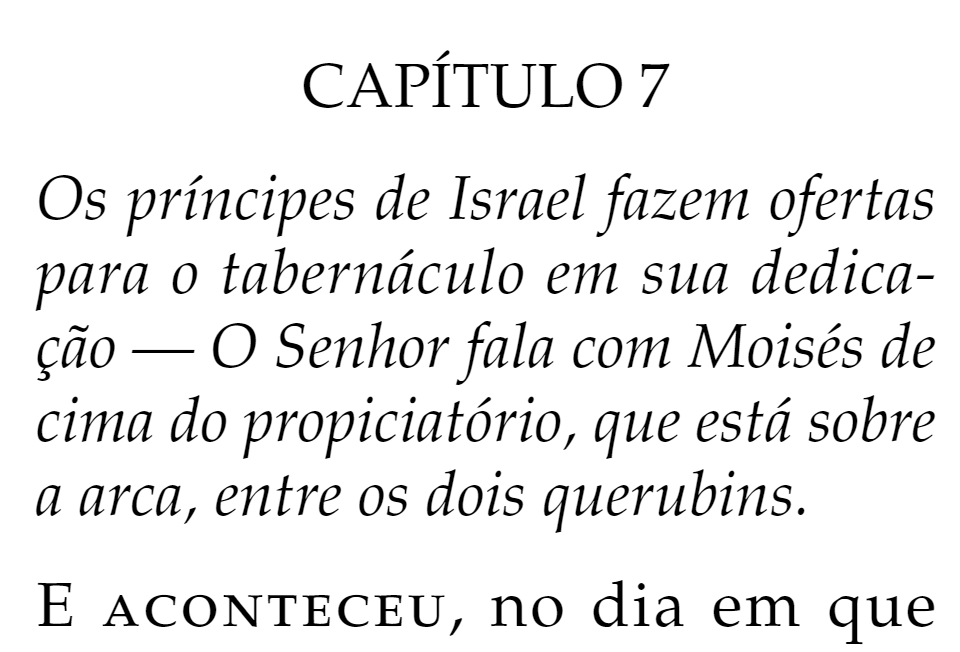 CAPÍTULO 7
Os príncipes de Israel fazem ofertas
para o tabernáculo em sua dedica-
ção — O Senhor fala com Moisés de
cima do propiciatório, que está sobre
a arca, entre os dois querubins.
E ACONTECEU, no dia em que